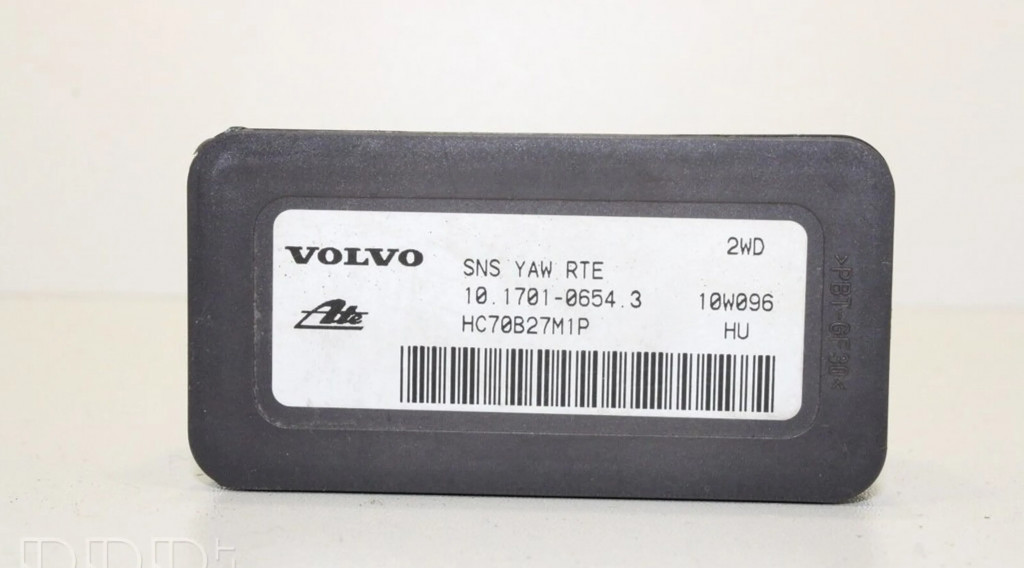 VOLVO
Ate
SNS YAW RTE
10.1701-0654.3
HC70B27M1P
2WD
10W096
HU
>PBT-GF30<